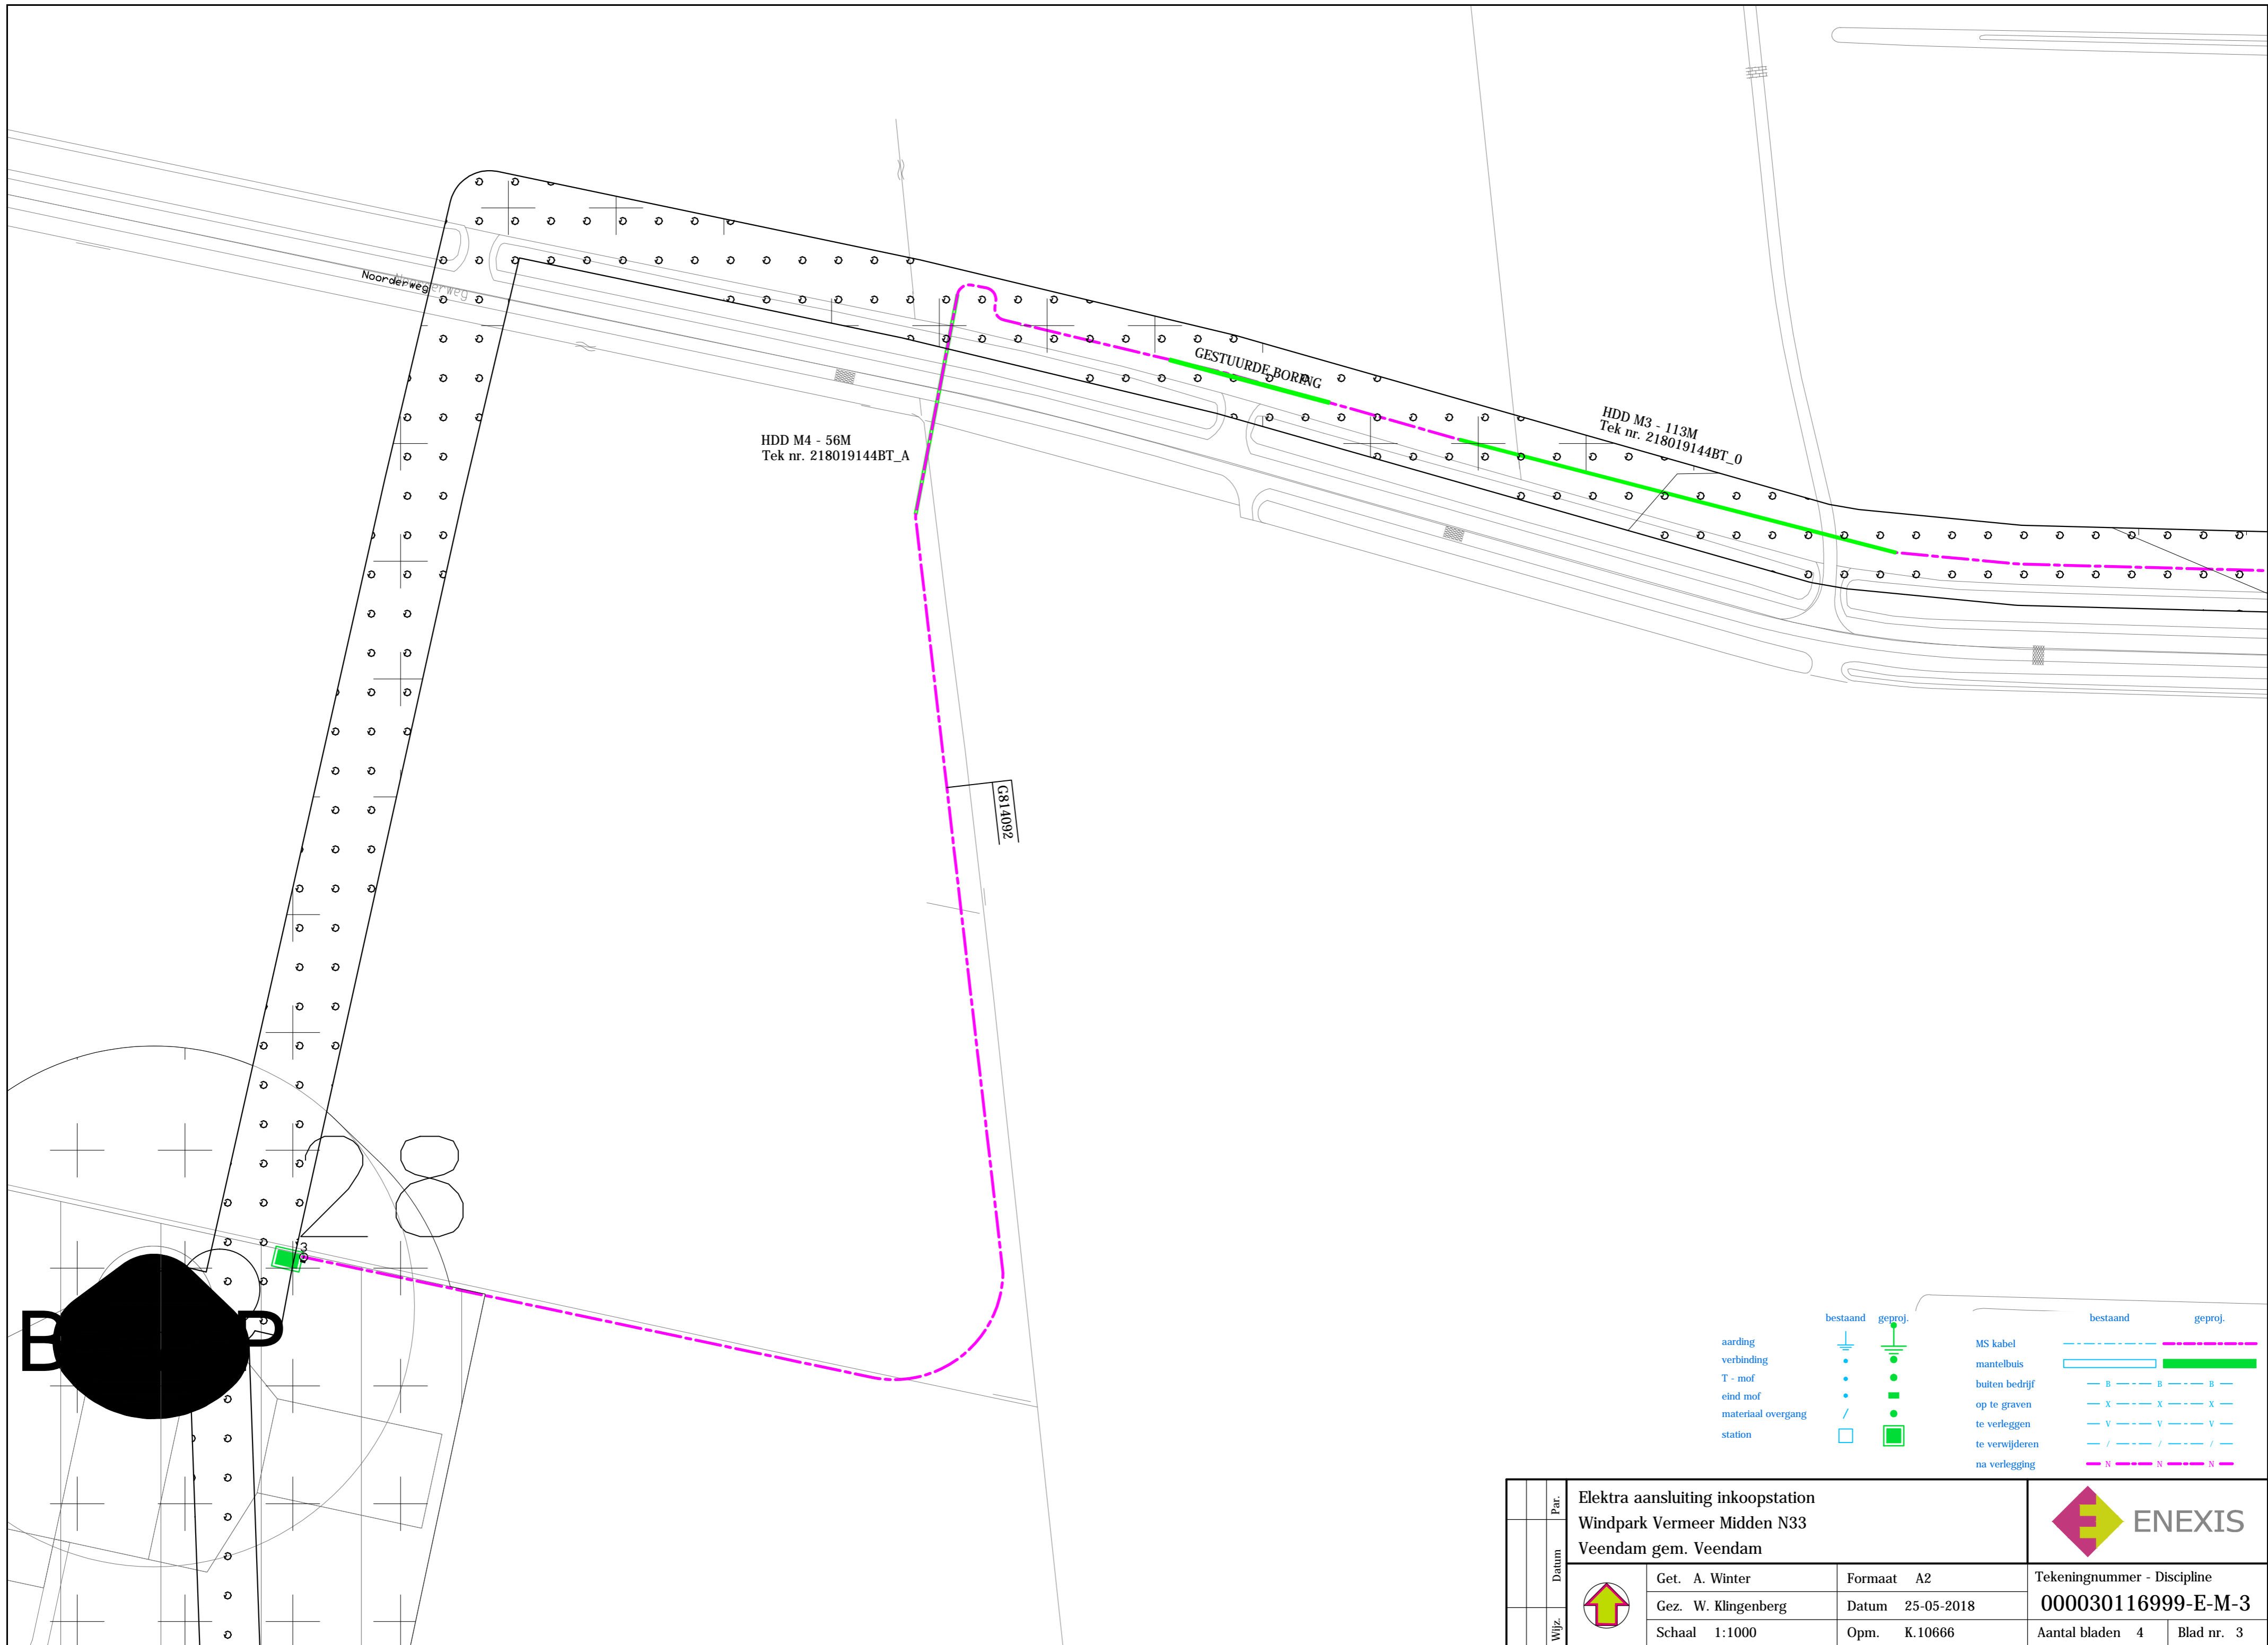 Noorderweg
Noorderweg
GESTUURDE BORING
HDD M3 - 113M
Tek nr. 218019144BT_0
HDD M4 - 56M
Tek nr. 218019144BT_A
G814092
28
3
bestaand geproj.
aarding
verbinding
T - mof
eind mof
materiaal overgang
station
bestaand geproj.
MS kabel
mantelbuis
buiten bedrijf B B B
op te graven X X X
te verleggen V V V
te verwijderen / / /
na verlegging N N N
Par.
Datum
Wijz.
Elektra aansluiting inkoopstation
Windpark Vermeer Midden N33
Veendam gem. Veendam
ENEXIS
Get. A. Winter
Formaat A2
Tekeningnummer - Discipline
Gez. W. Klingenberg
Datum 25-05-2018
000030116999-E-M-3
Schaal 1:1000
Opm. K.10666
Aantal bladen 4
Blad nr. 3